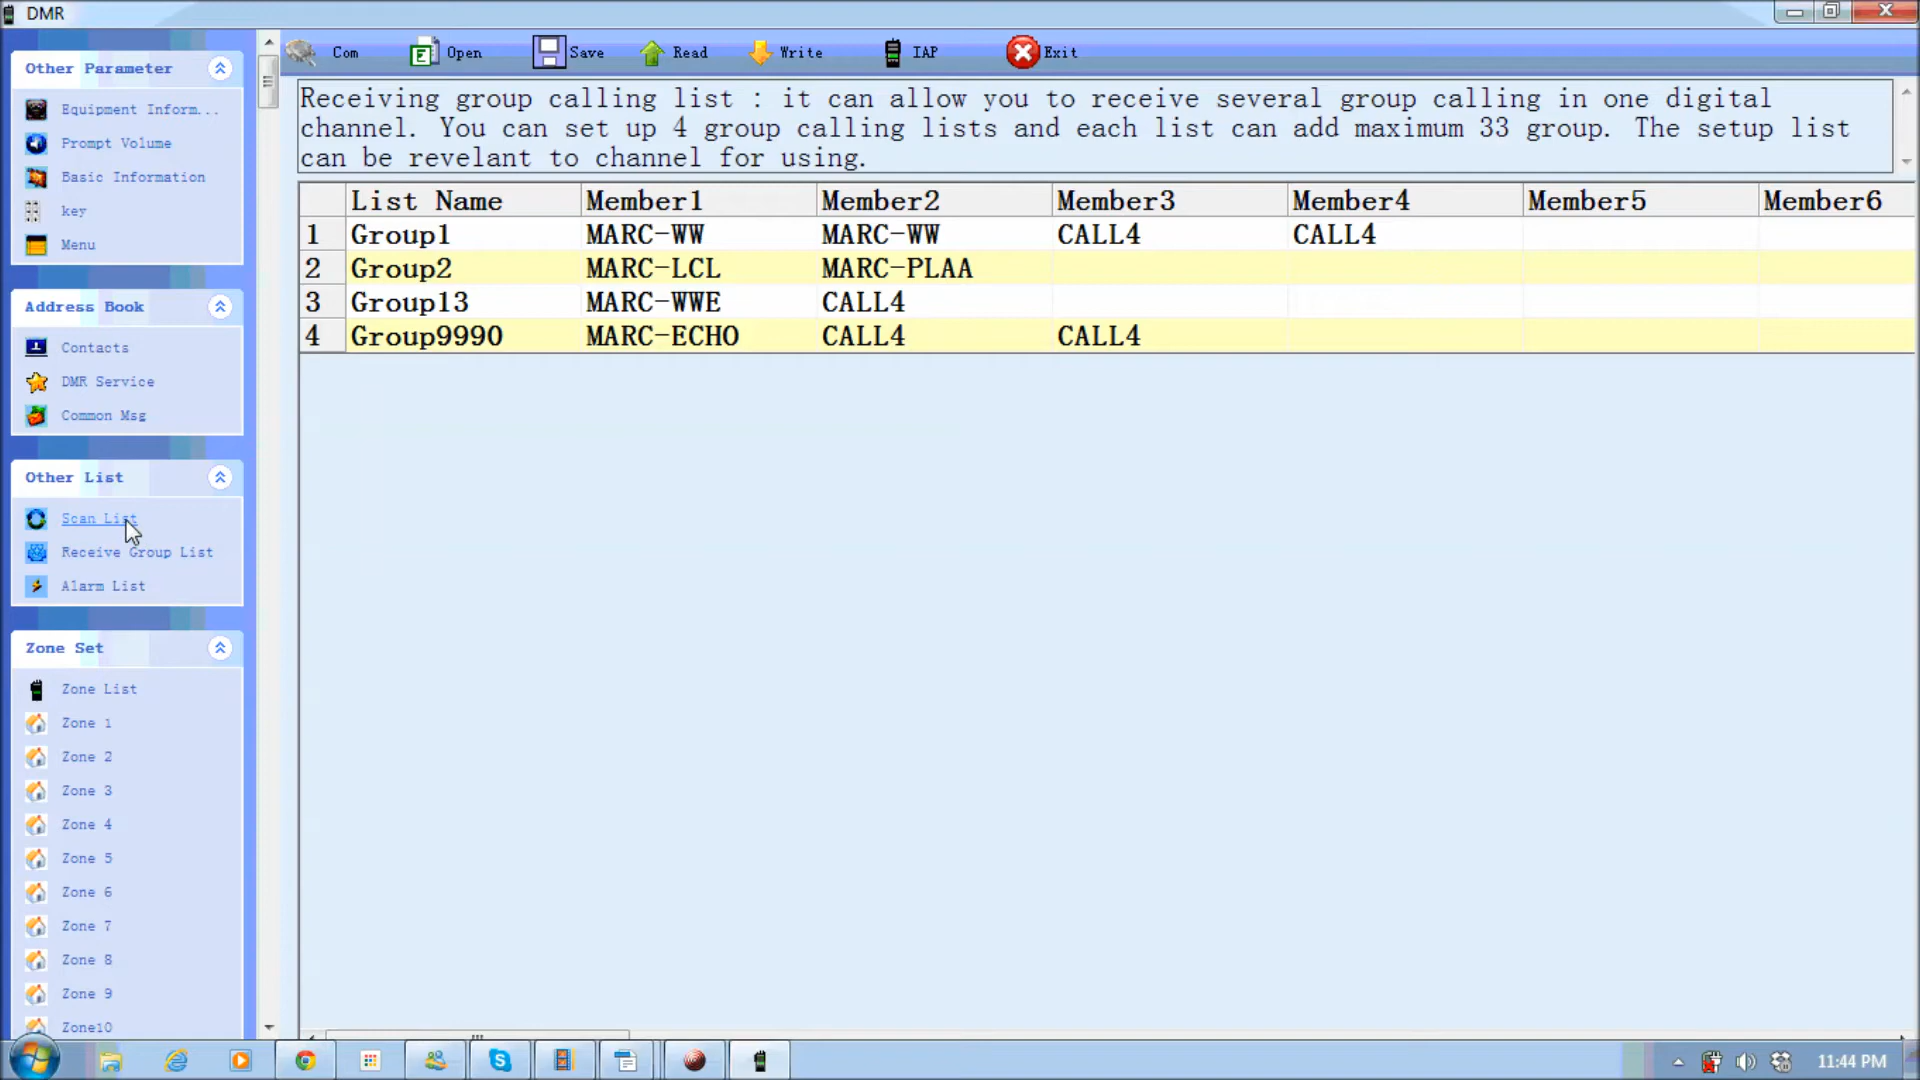 DMR
Com Open Save Read Write IAP Exit
Other Parameter
Equipment Inform...
Prompt Volume
Basic Information
key
Menu
Address Book
Contacts
DMR Service
Common Msg
Other List
Scan List
Receive Group List
Alarm List
Zone Set
Zone List
Zone 1
Zone 2
Zone 3
Zone 4
Zone 5
Zone 6
Zone 7
Zone 8
Zone 9
Zone10
Receiving group calling list : it can allow you to receive several group calling in one digital
channel. You can set up 4 group calling lists and each list can add maximum 33 group. The setup list
can be revelant to channel for using.
List Name Member1 Member2 Member3 Member4 Member5 Member6
1 Group1 MARC-WW MARC-WW CALL4 CALL4
2 Group2 MARC-LCL MARC-PLAA
3 Group13 MARC-WWE CALL4
4 Group9990 MARC-ECHO CALL4 CALL4
11:44 PM